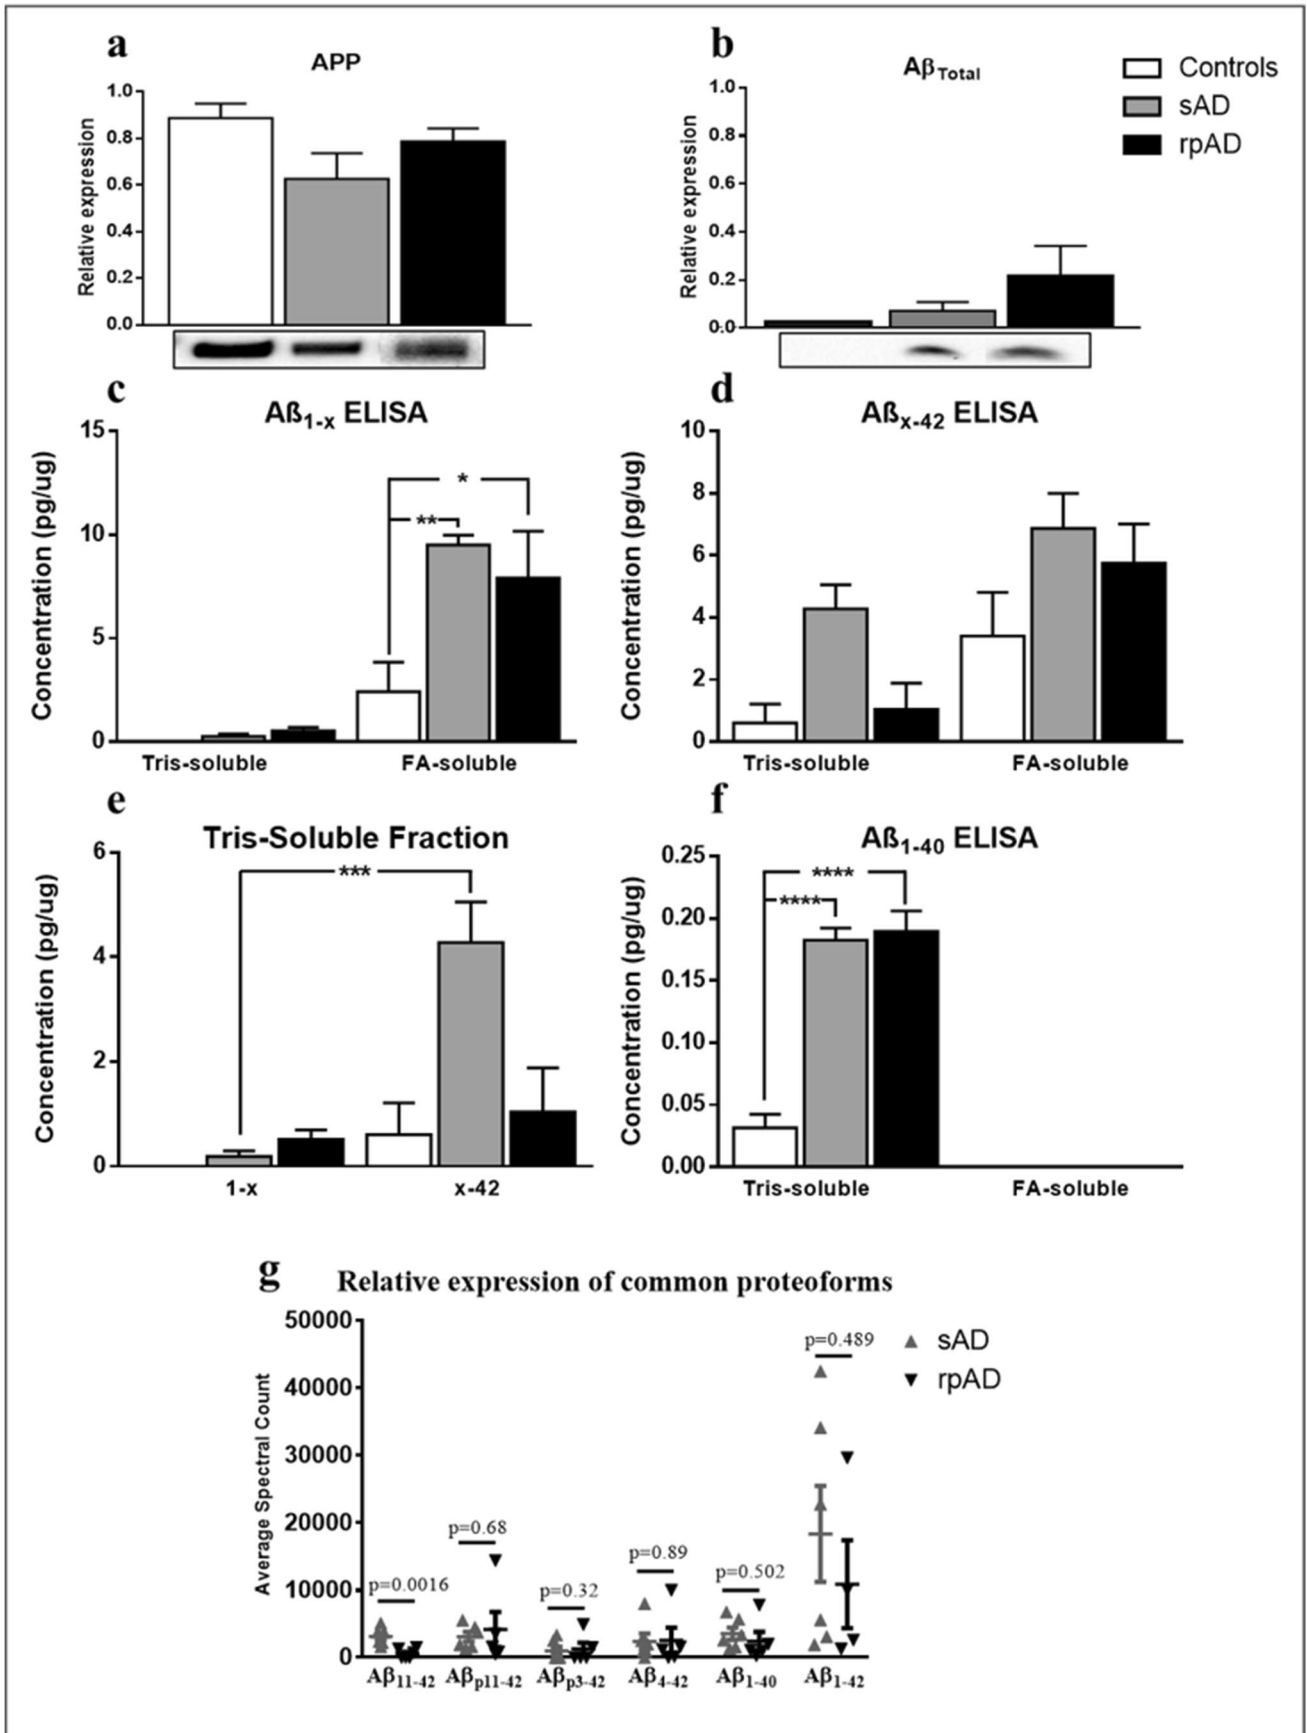 a
APP
Relative expression
1.0
0.8
0.6
0.4
0.2
0.0
b
Aβ Total
Relative expression
1.0
0.8
0.6
0.4
0.2
0.0
Controls
sAD
rpAD
c
Aß1-x ELISA
Concentration (pg/ug)
15
10
5
0
*
**
Tris-soluble FA-soluble
d
Aßx-42 ELISA
Concentration (pg/ug)
10
8
6
4
2
0
Tris-soluble FA-soluble
e
Tris-Soluble Fraction
Concentration (pg/ug)
6
4
2
0
***
1-x x-42
f
Aß1-40 ELISA
Concentration (pg/ug)
0.25
0.20
0.15
0.10
0.05
0.00
****
****
Tris-soluble FA-soluble
g
Relative expression of common proteoforms
Average Spectral Count
50000
40000
30000
20000
10000
0
p=0.0016
p=0.68
p=0.32
p=0.89
p=0.502
p=0.489
sAD
rpAD
Aβ11-42 Aβp11-42 Aβp3-42 Aβ4-42 Aβ1-40 Aβ1-42